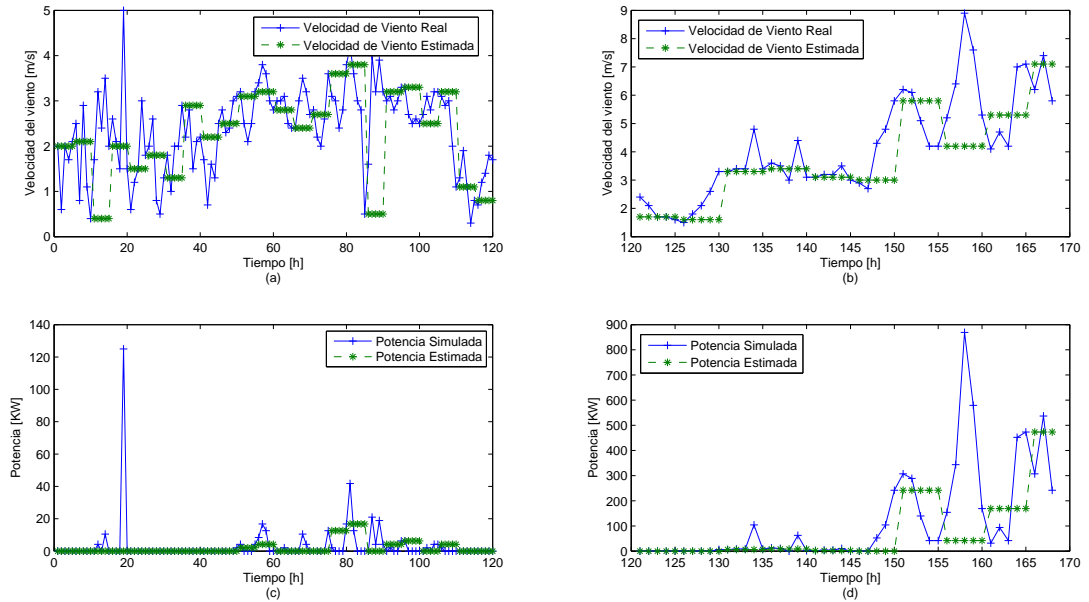 Velocidad del viento [m/s]
5
4
3
2
1
0
Velocidad de Viento Real
Velocidad de Viento Estimada
0 20 40 60 80 100 120
Tiempo [h]
(a)
Velocidad del viento [m/s]
9
8
7
6
5
4
3
2
1
Velocidad de Viento Real
Velocidad de Viento Estimada
120 125 130 135 140 145 150 155 160 165 170
Tiempo [h]
(b)
Potencia [KW]
140
120
100
80
60
40
20
0
Potencia Simulada
Potencia Estimada
0 20 40 60 80 100 120
Tiempo [h]
(c)
Potencia [KW]
900
800
700
600
500
400
300
200
100
0
Potencia Simulada
Potencia Estimada
120 125 130 135 140 145 150 155 160 165 170
Tiempo [h]
(d)